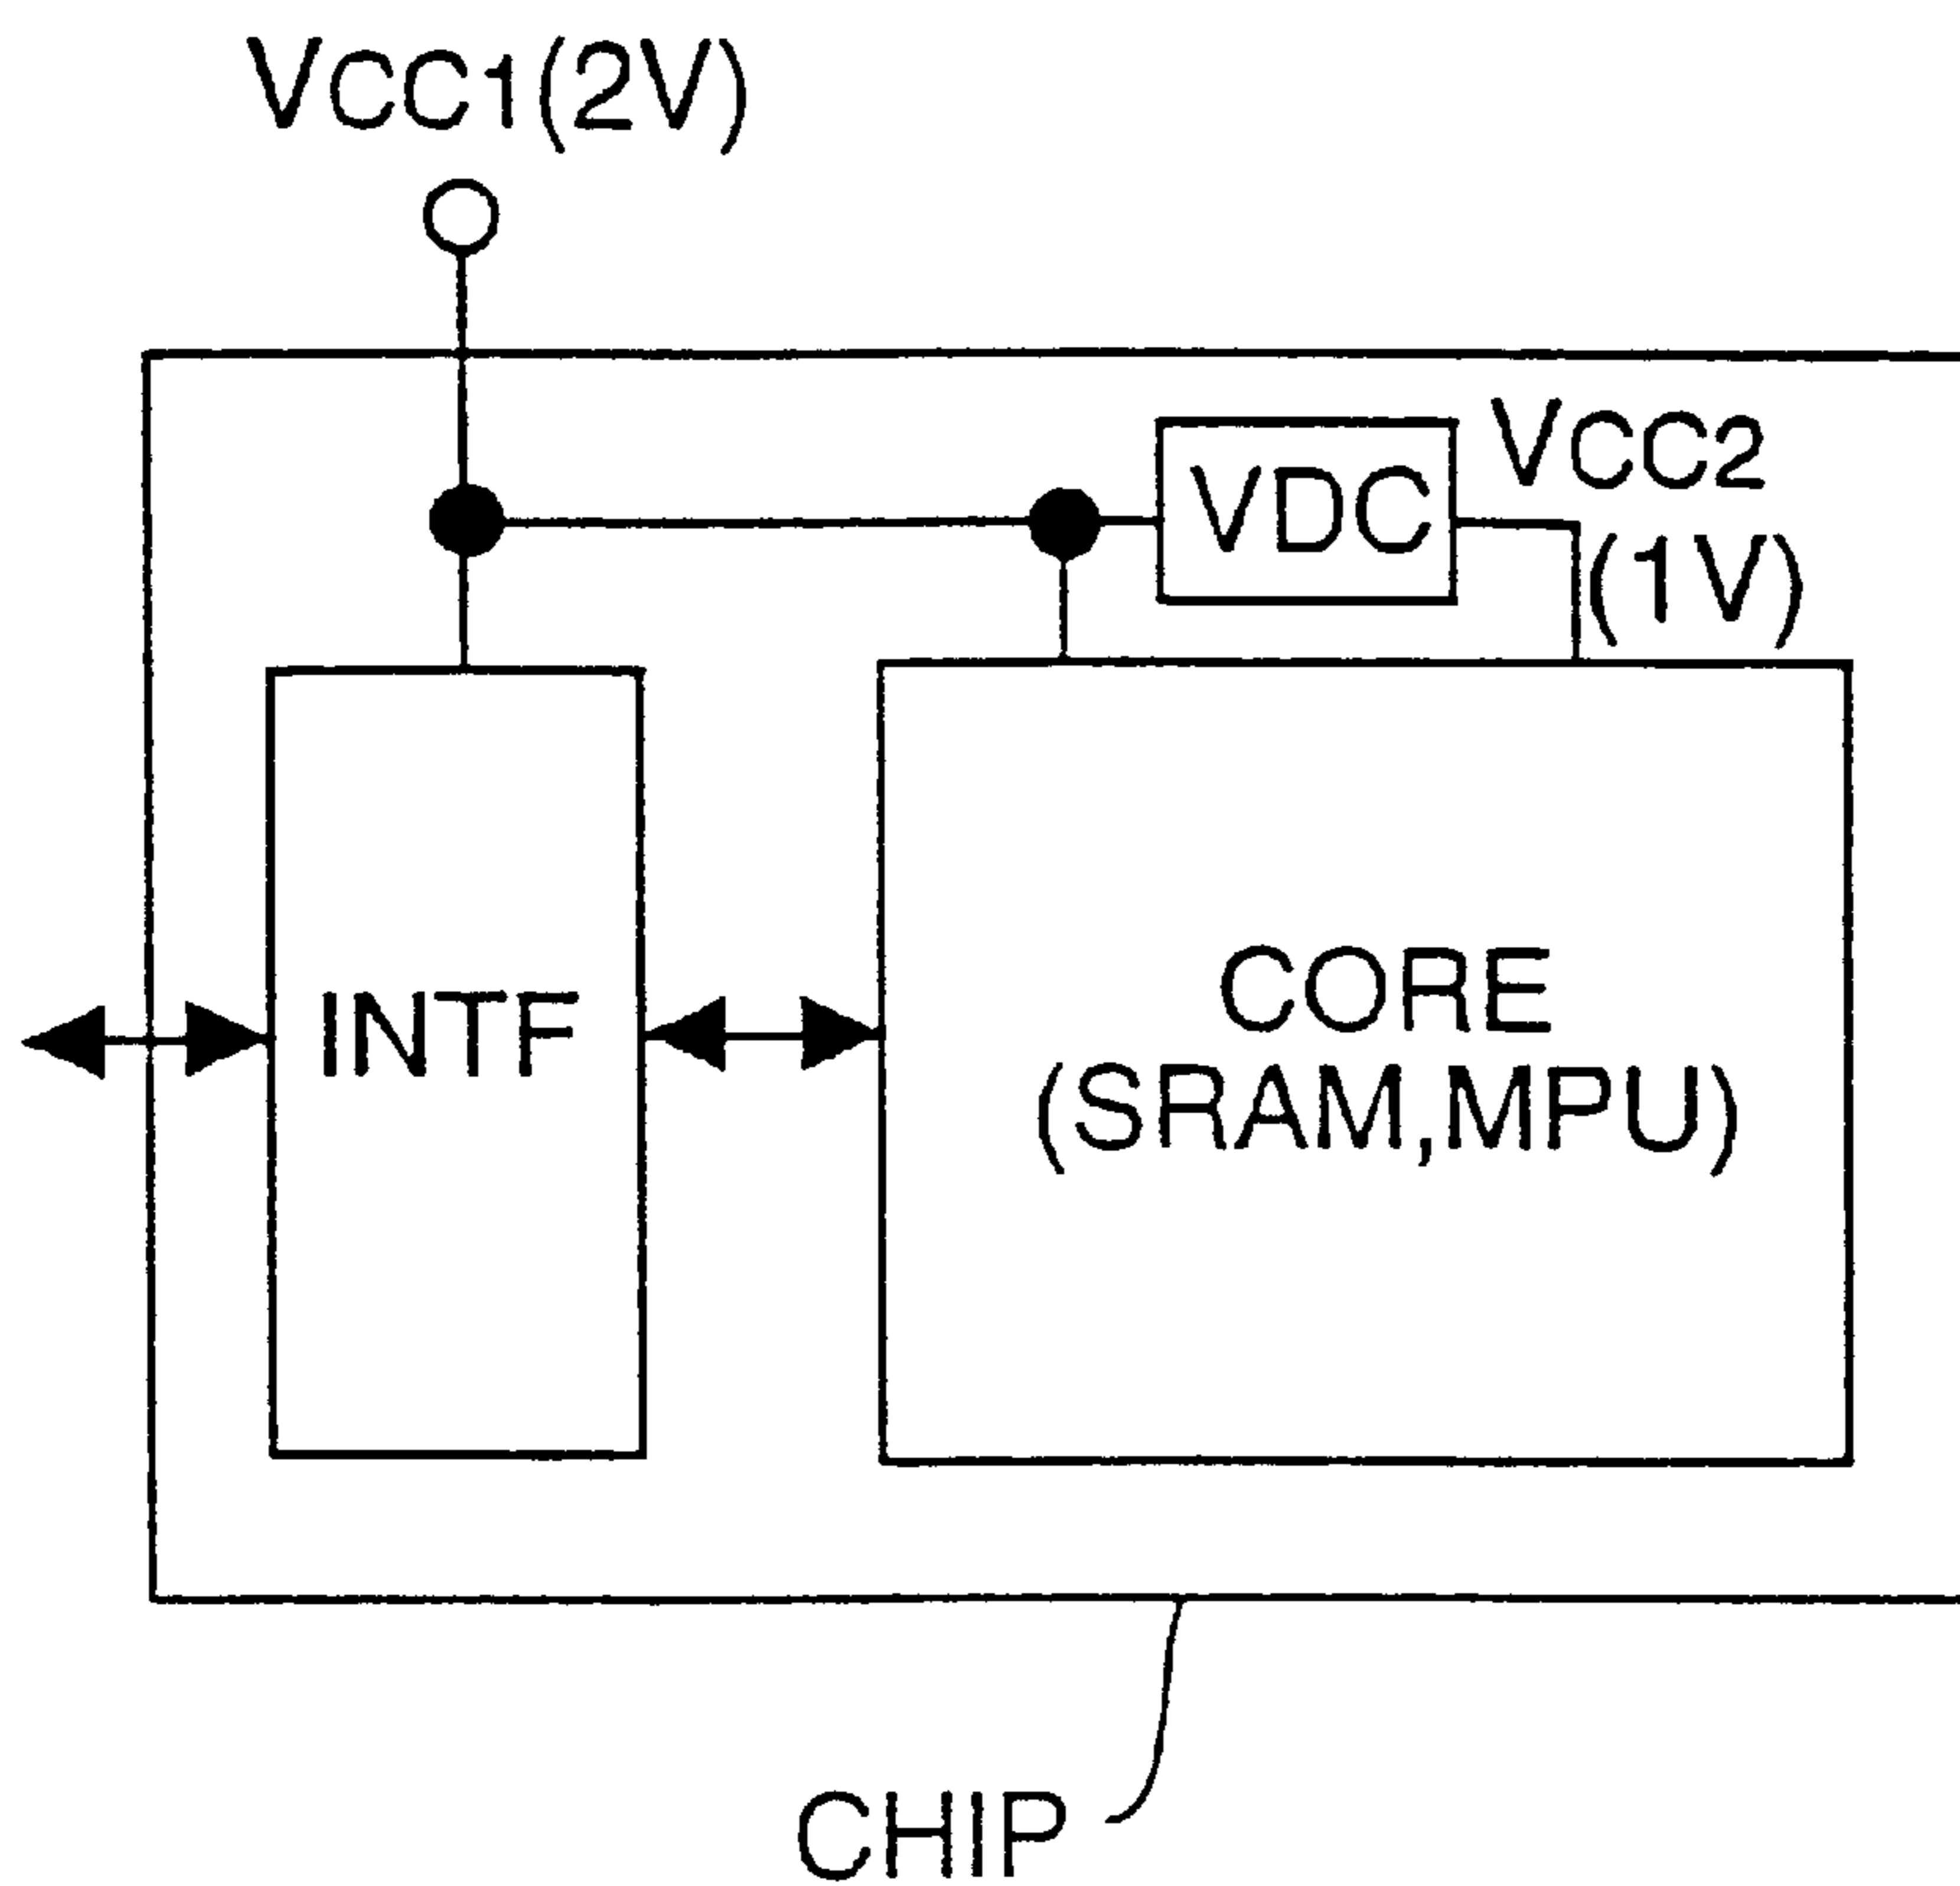 VCC1(2V)
VDC
VCC2
(1V)
INTF
CORE
(SRAM,MPU)
CHIP